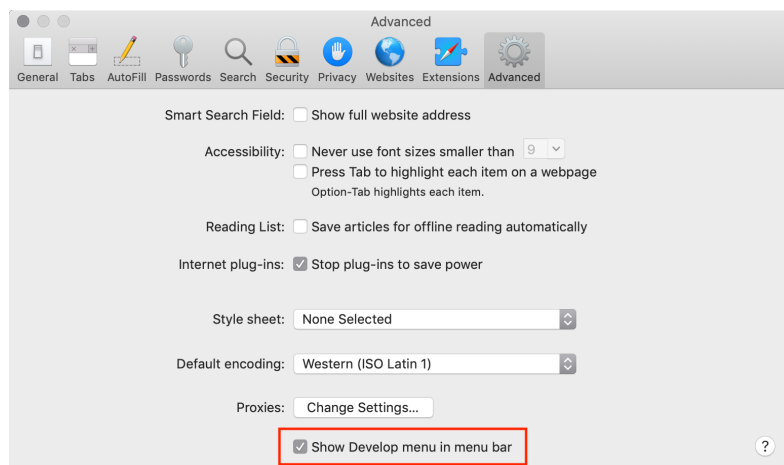 Advanced
General Tabs AutoFill Passwords Search Security Privacy Websites Extensions Advanced
Smart Search Field: Show full website address
Accessibility: Never use font sizes smaller than 9
Press Tab to highlight each item on a webpage
Option-Tab highlights each item.
Reading List: Save articles for offline reading automatically
Internet plug-ins: Stop plug-ins to save power
Style sheet: None Selected
Default encoding: Western (ISO Latin 1)
Proxies: Change Settings...
Show Develop menu in menu bar
?